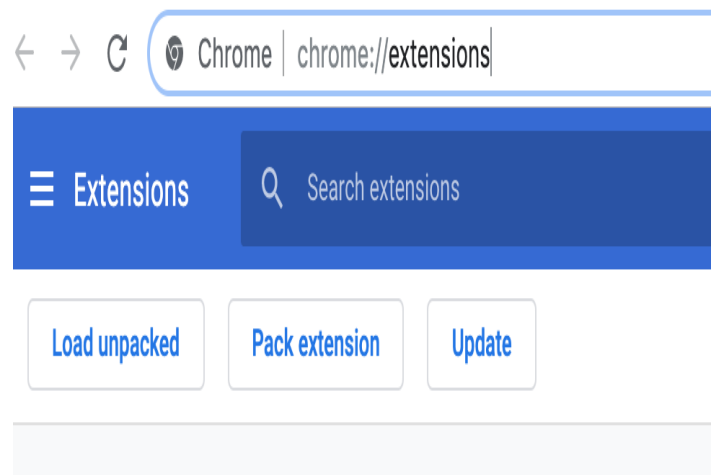 Chrome | chrome://extensions
Extensions Search extensions
Load unpacked Pack extension Update